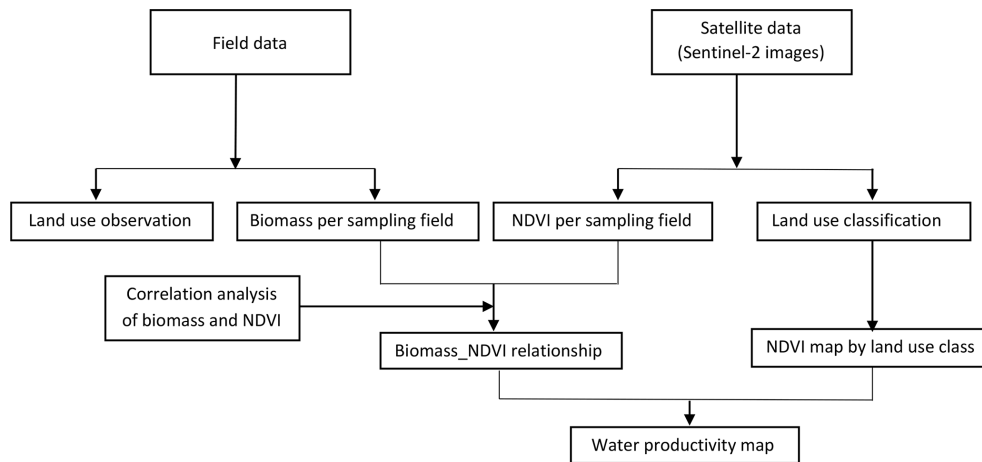 Field data
Satellite data
(Sentinel-2 images)
Land use observation
Biomass per sampling field
NDVI per sampling field
Land use classification
Correlation analysis
of biomass and NDVI
Biomass_NDVI relationship
NDVI map by land use class
Water productivity map